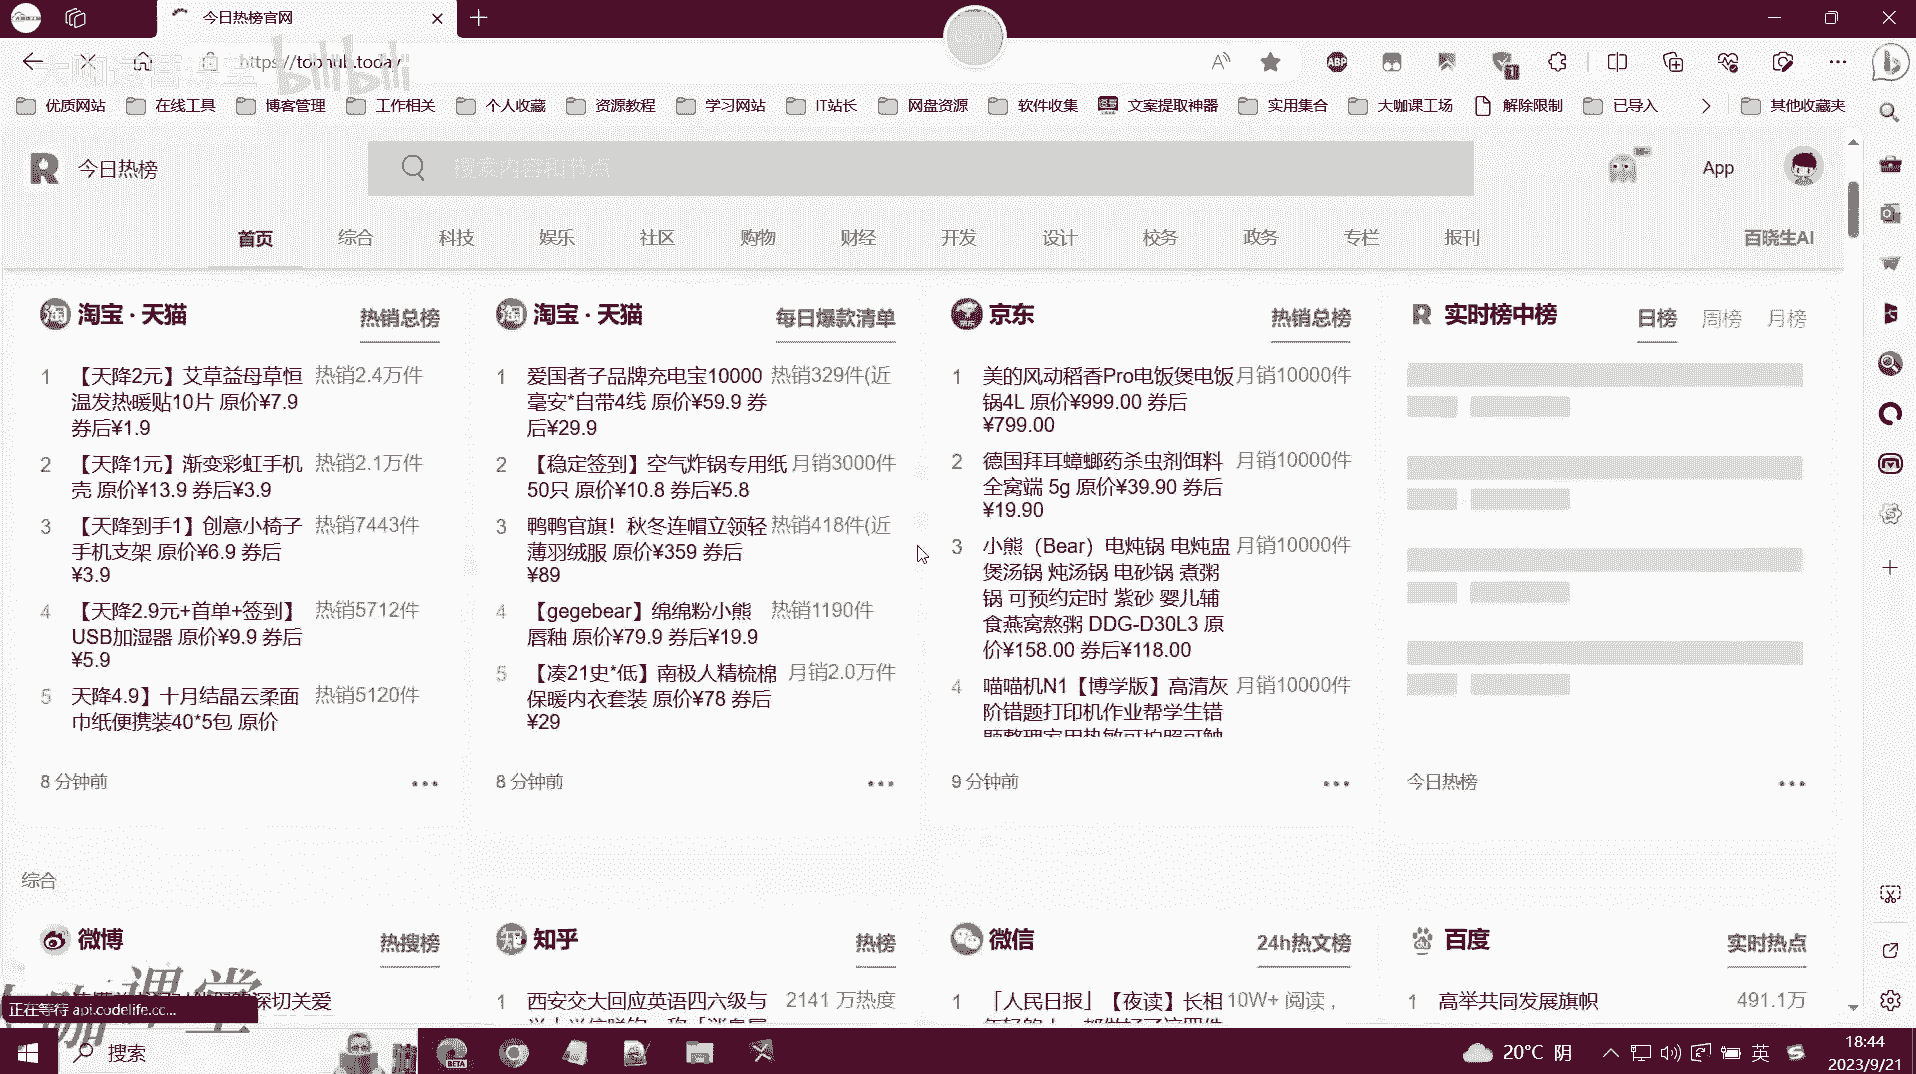 今日热榜官网
https://tophub.today/
优质网站
在线工具
博客管理
工作相关
个人收藏
资源教程
学习网站
IT站长
网盘资源
软件收集
文案提取神器
实用集合
大咖课工场
解除限制
已导入
其他收藏夹
今日热榜
搜索内容和节点
App
首页
综合
科技
娱乐
社区
购物
财经
开发
设计
校务
政务
专栏
报刊
百晓生AI
淘宝 · 天猫
热销总榜
1 【天降2元】艾草益母草恒 热销2.4万件
温发热暖贴10片 原价¥7.9
券后¥1.9
2 【天降1元】渐变彩虹手机 热销2.1万件
壳 原价¥13.9 券后¥3.9
3 【天降到手1】创意小椅子 热销7443件
手机支架 原价¥6.9 券后
¥3.9
4 【天降2.9元+首单+签到】 热销5712件
USB加湿器 原价¥9.9 券后
¥5.9
5 天降4.9】十月结晶云柔面 热销5120件
巾纸便携装40*5包 原价
8 分钟前
淘宝 · 天猫
每日爆款清单
1 爱国者子品牌充电宝10000 热销329件(近
毫安*自带4线 原价¥59.9 券
后¥29.9
2 【稳定签到】空气炸锅专用纸 月销3000件
50只 原价¥10.8 券后¥5.8
3 鸭鸭官旗！秋冬连帽立领轻 热销418件(近
薄羽绒服 原价¥359 券后
¥89
4 【gegebear】绵绵粉小熊 热销1190件
唇釉 原价¥79.9 券后¥19.9
5 【凑21史*低】南极人精梳棉 月销2.0万件
保暖内衣套装 原价¥78 券后
¥29
8 分钟前
京东
热销总榜
1 美的风动稻香Pro电饭煲电饭 月销10000件
锅4L 原价¥999.00 券后
¥799.00
2 德国拜耳蟑螂药杀虫剂饵料 月销10000件
全窝端 5g 原价¥39.90 券后
¥19.90
3 小熊（Bear）电炖锅 电炖盅 月销10000件
煲汤锅 炖汤锅 电砂锅 煮粥
锅 可预约定时 紫砂 婴儿辅
食燕窝熬粥 DDG-D30L3 原
价¥158.00 券后¥118.00
4 喵喵机N1【博学版】高清灰 月销10000件
阶错题打印机作业帮学生错
9 分钟前
实时榜中榜
日榜
周榜
月榜
今日热榜
综合
微博
热搜榜
深切关爱
知乎
热榜
1 西安交大回应英语四六级与 2141 万热度
微信
24h热文榜
1 「人民日报」【夜读】长相 10W+ 阅读，
百度
实时热点
1 高举共同发展旗帜 491.1万
正在等待 api.codelife.cc...
搜索
20°C 阴
英
18:44
2023/9/21
bilibili